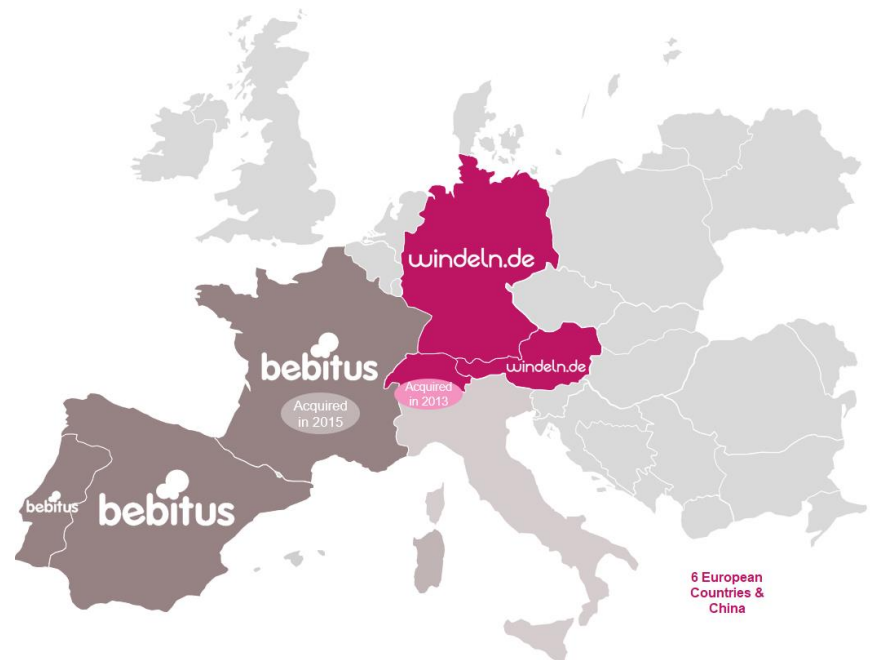 windeln.de
bebitus
windeln.de
Acquired
in 2013
Acquired
in 2015
bebitus
bebitus
6 European
Countries &
China